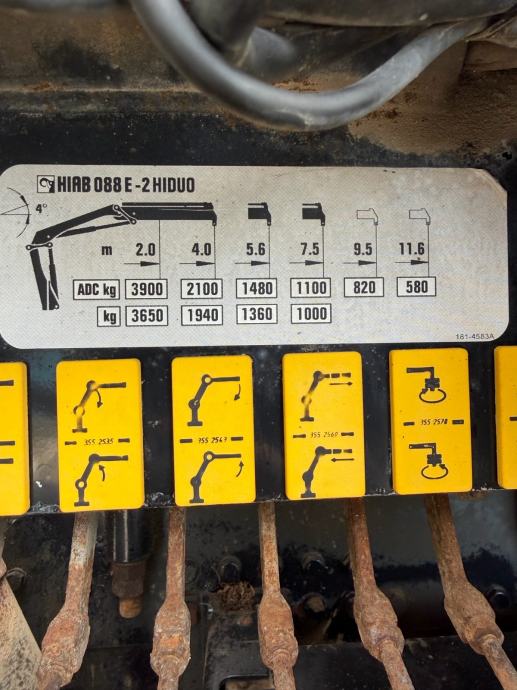 HIAB 088 E-2 HIDUO
4°
m 2.0 4.0 5.6 7.5 9.5 11.6
ADC kg 3900 2100 1480 1100 820 580
kg 3650 1940 1360 1000
181-4583A
355 2535 355 2543 355 2560 355 2578